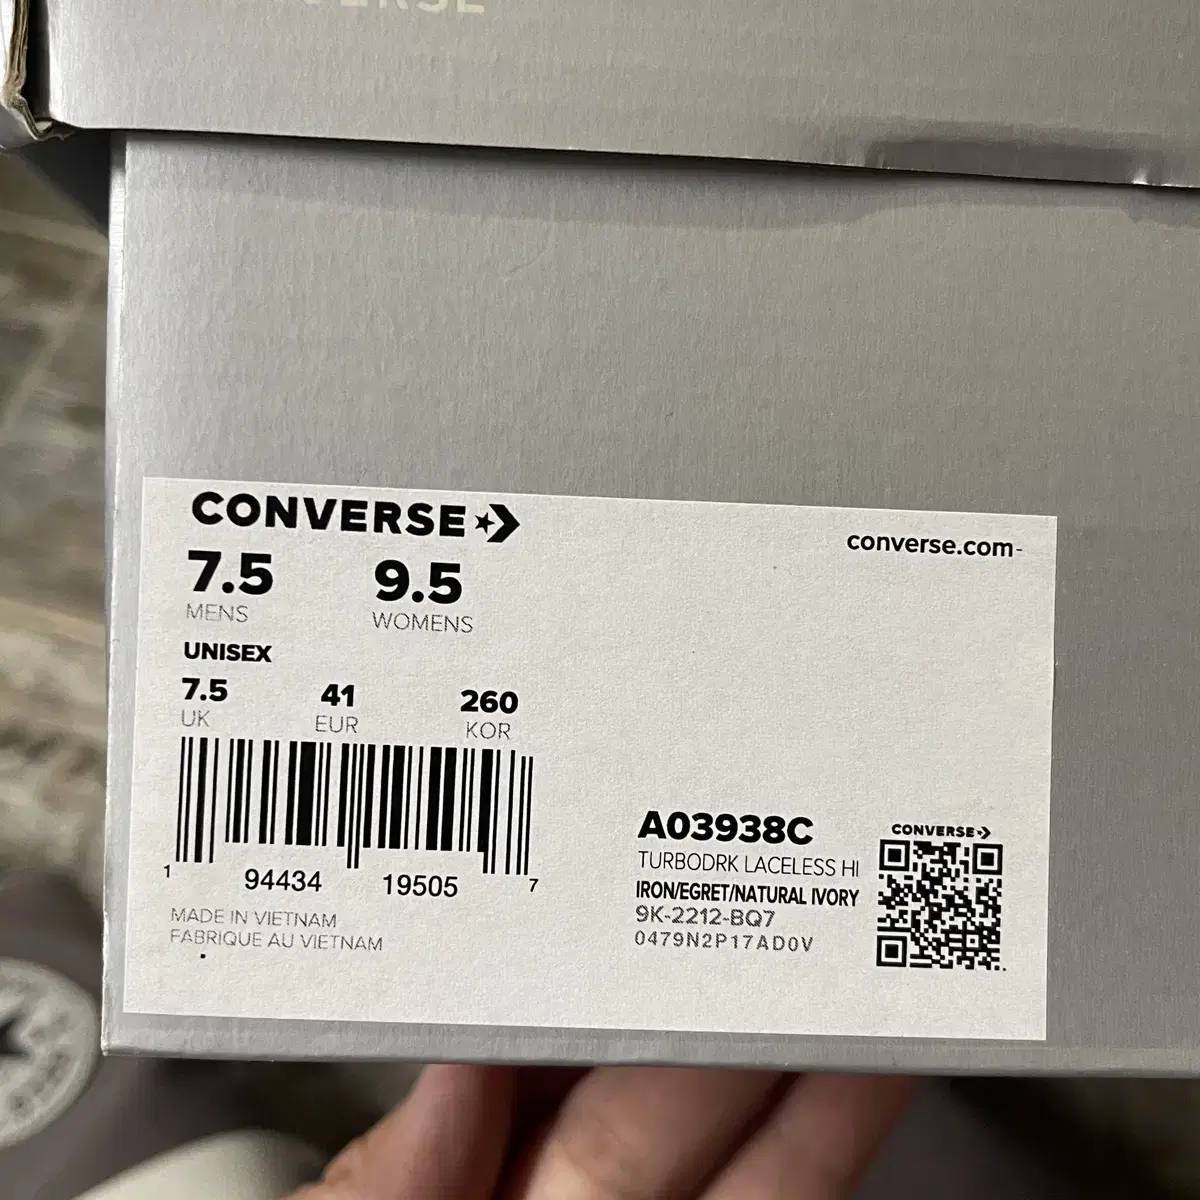 CONVERSE
converse.com
7.5 9.5
MENS WOMENS
UNISEX
7.5 41 260
UK EUR KOR
1 94434 19505 7
MADE IN VIETNAM
FABRIQUE AU VIETNAM
A03938C
TURBODRK LACELESS HI
IRON/EGRET/NATURAL IVORY
9K-2212-BQ7
0479N2P17AD0V
CONVERSE